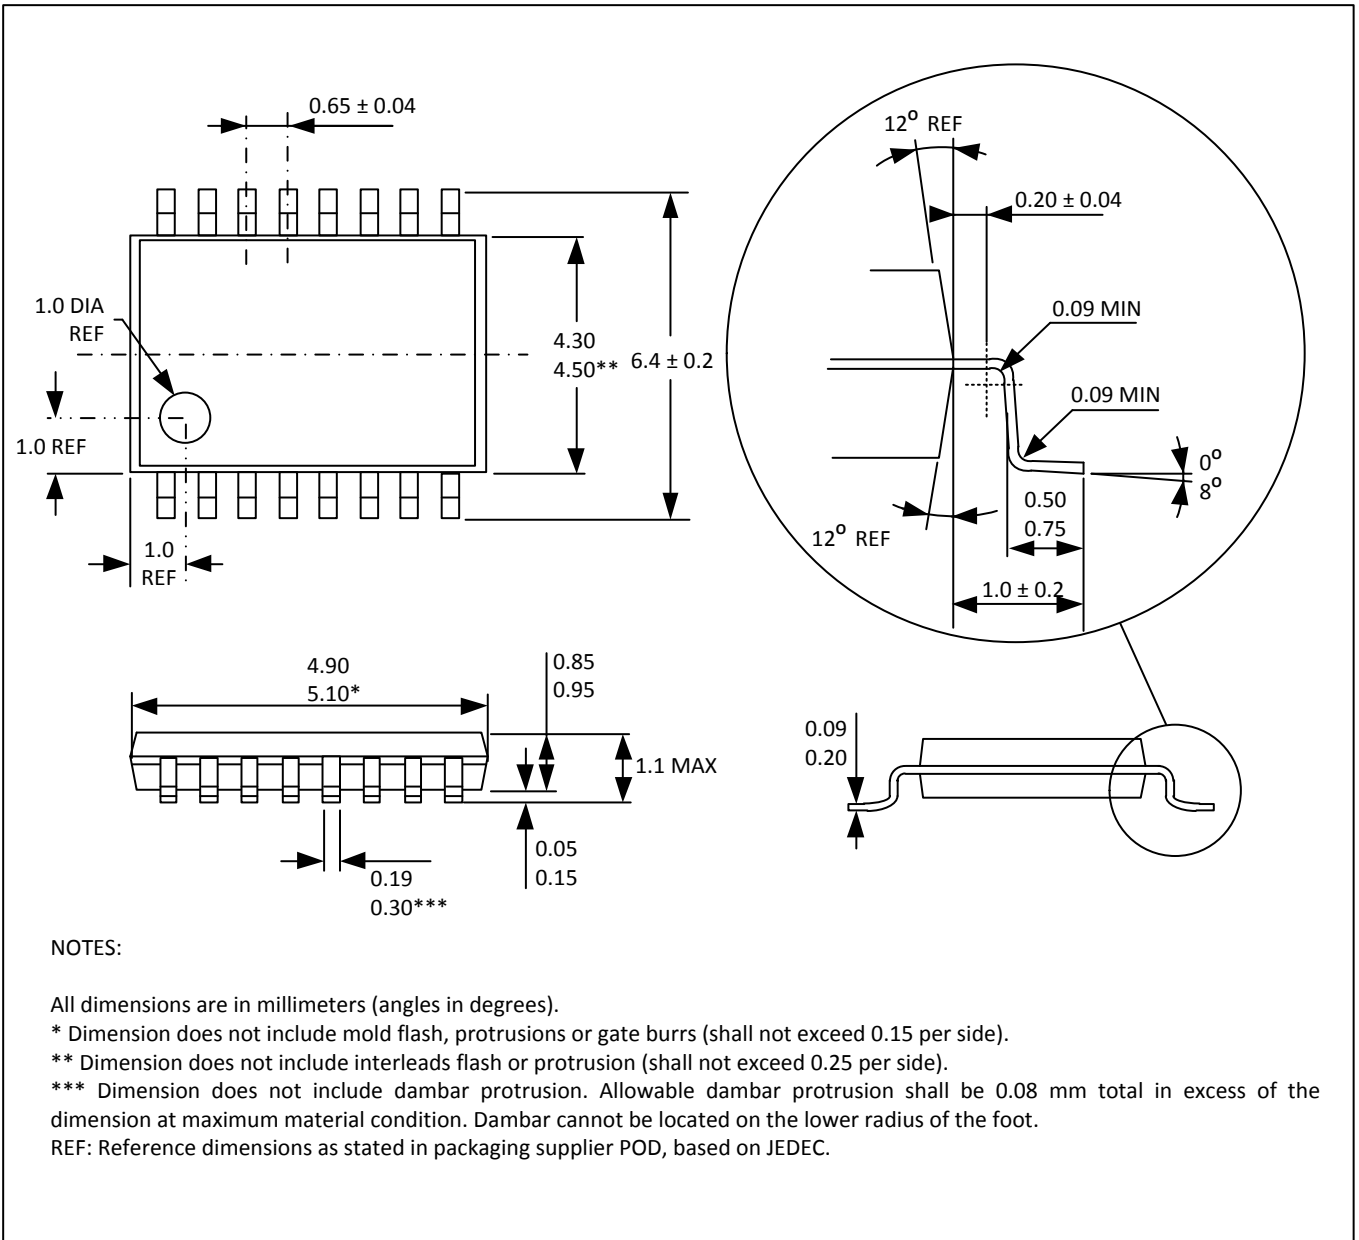 0.65 ± 0.04
12° REF
0.20 ± 0.04
1.0 DIA
REF
0.09 MIN
4.30
4.50**
6.4 ± 0.2
0.09 MIN
1.0 REF
0°
8°
0.50
0.75
12° REF
1.0
REF
1.0 ± 0.2
4.90
5.10*
0.85
0.95
1.1 MAX
0.09
0.20
0.05
0.15
0.19
0.30***
NOTES:
All dimensions are in millimeters (angles in degrees).
* Dimension does not include mold flash, protrusions or gate burrs (shall not exceed 0.15 per side).
** Dimension does not include interleads flash or protrusion (shall not exceed 0.25 per side).
*** Dimension does not include dambar protrusion. Allowable dambar protrusion shall be 0.08 mm total in excess of the
dimension at maximum material condition. Dambar cannot be located on the lower radius of the foot.
REF: Reference dimensions as stated in packaging supplier POD, based on JEDEC.